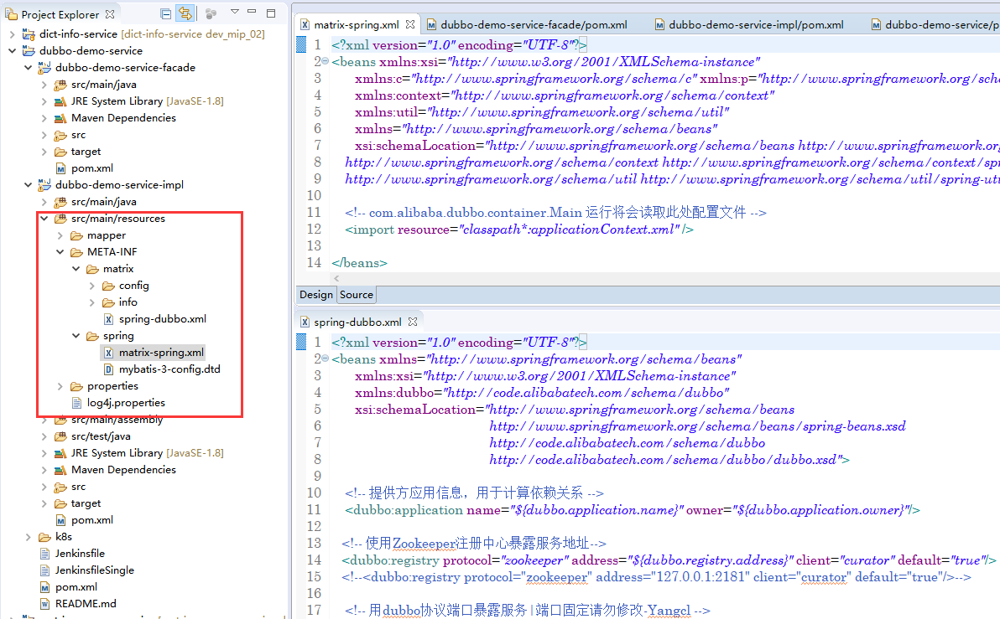 Project Explorer
dict-info-service [dict-info-service dev_mip_02]
dubbo-demo-service
dubbo-demo-service-facade
src/main/java
JRE System Library [JavaSE-1.8]
Maven Dependencies
src
target
pom.xml
dubbo-demo-service-impl
src/main/java
src/main/resources
mapper
META-INF
matrix
config
info
spring-dubbo.xml
spring
matrix-spring.xml
mybatis-3-config.dtd
properties
log4j.properties
src/main/assembly
src/test/java
JRE System Library [JavaSE-1.8]
Maven Dependencies
src
target
pom.xml
k8s
Jenkinsfile
JenkinsfileSingle
pom.xml
README.md
matrix-spring.xml
dubbo-demo-service-facade/pom.xml
dubbo-demo-service-impl/pom.xml
dubbo-demo-service/p
1 <?xml version="1.0" encoding="UTF-8"?>
2 <beans xmlns:xsi="http://www.w3.org/2001/XMLSchema-instance"
3 xmlns:c="http://www.springframework.org/schema/c" xmlns:p="http://www.springframework.org/sche
4 xmlns:context="http://www.springframework.org/schema/context"
5 xmlns:util="http://www.springframework.org/schema/util"
6 xmlns="http://www.springframework.org/schema/beans"
7 xsi:schemaLocation="http://www.springframework.org/schema/beans http://www.springframework.
8 http://www.springframework.org/schema/context http://www.springframework.org/schema/context/spr
9 http://www.springframework.org/schema/util http://www.springframework.org/schema/util/spring-uti
10
11 <!-- com.alibaba.dubbo.container.Main 运行将会读取此处配置文件 -->
12 <import resource="classpath*:applicationContext.xml" />
13
14 </beans>
Design Source
spring-dubbo.xml
1 <?xml version="1.0" encoding="UTF-8"?>
2 <beans xmlns="http://www.springframework.org/schema/beans"
3 xmlns:xsi="http://www.w3.org/2001/XMLSchema-instance"
4 xmlns:dubbo="http://code.alibabatech.com/schema/dubbo"
5 xsi:schemaLocation="http://www.springframework.org/schema/beans
6 http://www.springframework.org/schema/beans/spring-beans.xsd
7 http://code.alibabatech.com/schema/dubbo
8 http://code.alibabatech.com/schema/dubbo/dubbo.xsd">
9
10 <!-- 提供方应用信息，用于计算依赖关系 -->
11 <dubbo:application name="${dubbo.application.name}" owner="${dubbo.application.owner}"/>
12
13 <!-- 使用Zookeeper注册中心暴露服务地址-->
14 <dubbo:registry protocol="zookeeper" address="${dubbo.registry.address}" client="curator" default="true"/>
15 <!--<dubbo:registry protocol="zookeeper" address="127.0.0.1:2181" client="curator" default="true"/>-->
16
17 <!-- 用dubbo协议端口暴露服务|端口固定请勿修改-Yangcl -->